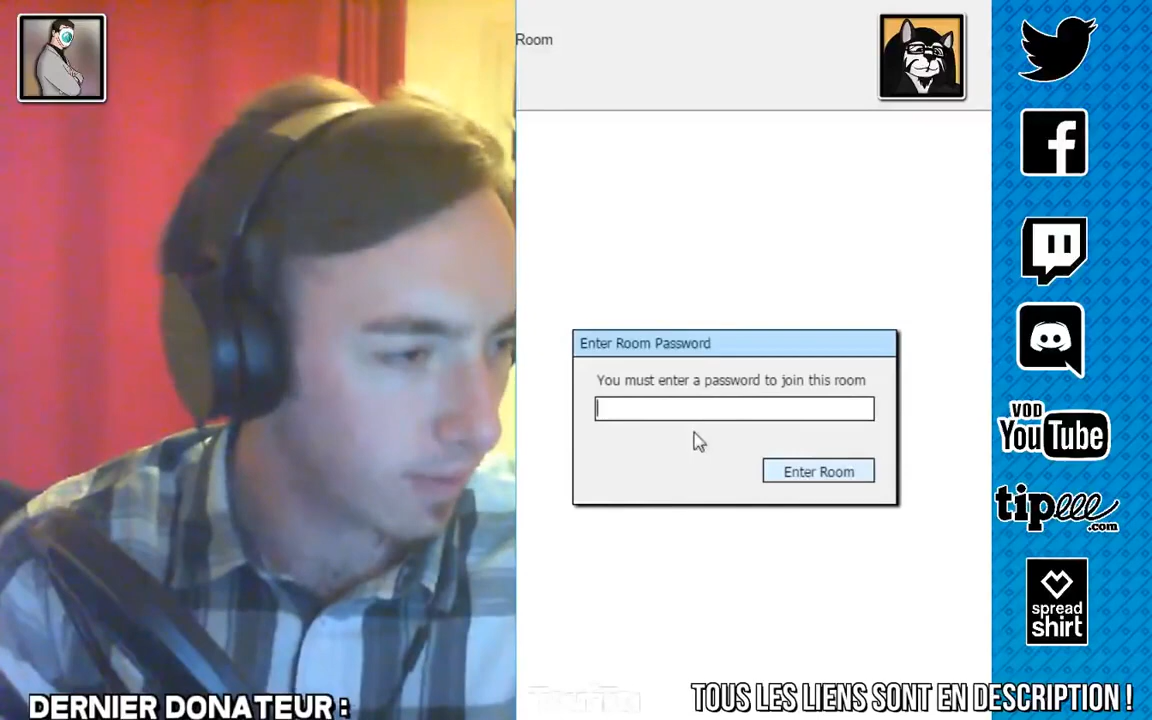 Room
Enter Room Password
You must enter a password to join this room
Enter Room
VOD
YouTube
tipeee
.com
spread
shirt
DERNIER DONATEUR :
TOUS LES LIENS SONT EN DESCRIPTION !